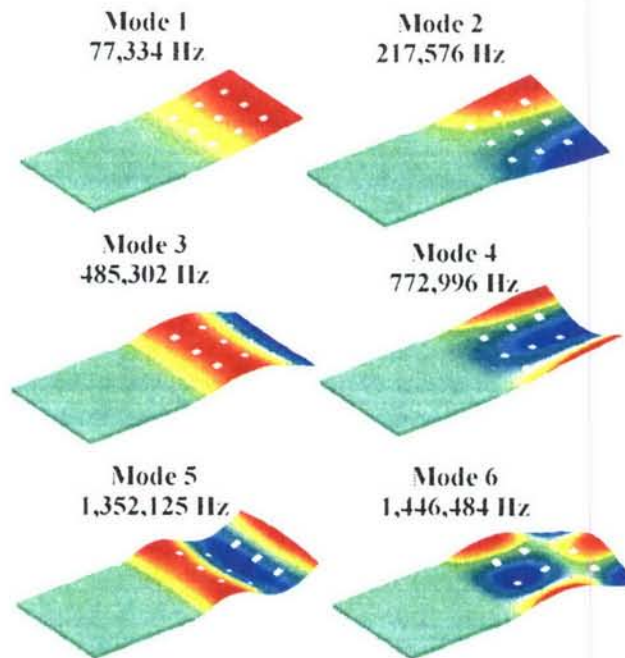 Mode 1
77,334 Hz
Mode 2
217,576 Hz
Mode 3
485,302 Hz
Mode 4
772,996 Hz
Mode 5
1,352,125 Hz
Mode 6
1,446,484 Hz